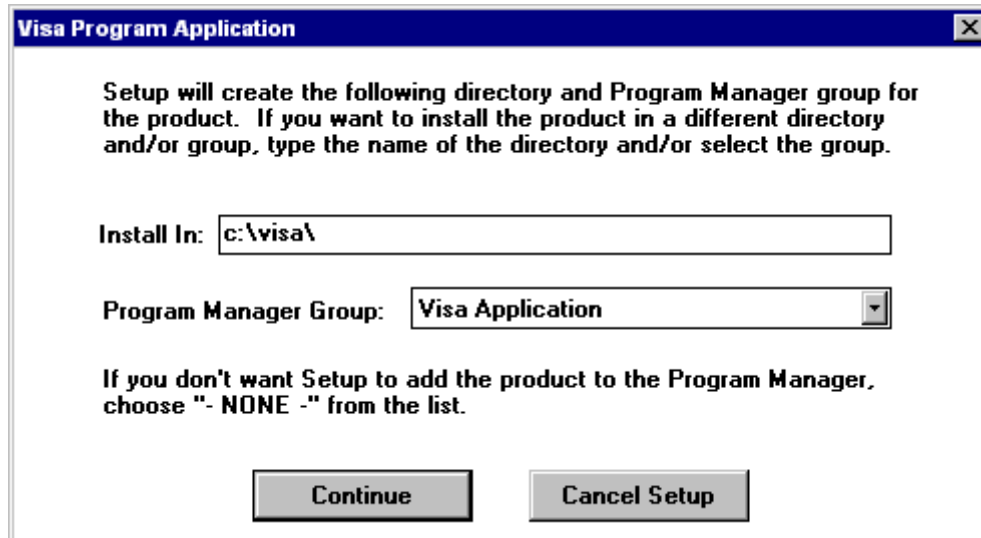 Visa Program Application
Setup will create the following directory and Program Manager group for
the product.  If you want to install the product in a different directory
and/or group, type the name of the directory and/or select the group.
Install In: c:\visa\
Program Manager Group: Visa Application
If you don't want Setup to add the product to the Program Manager,
choose "- NONE -" from the list.
Continue Cancel Setup